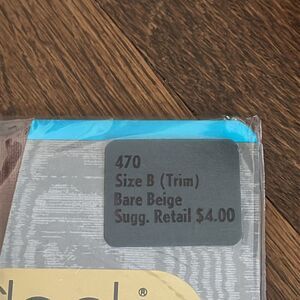 470
Size B (Trim)
Bare Beige
Sugg. Retail $4.00
®